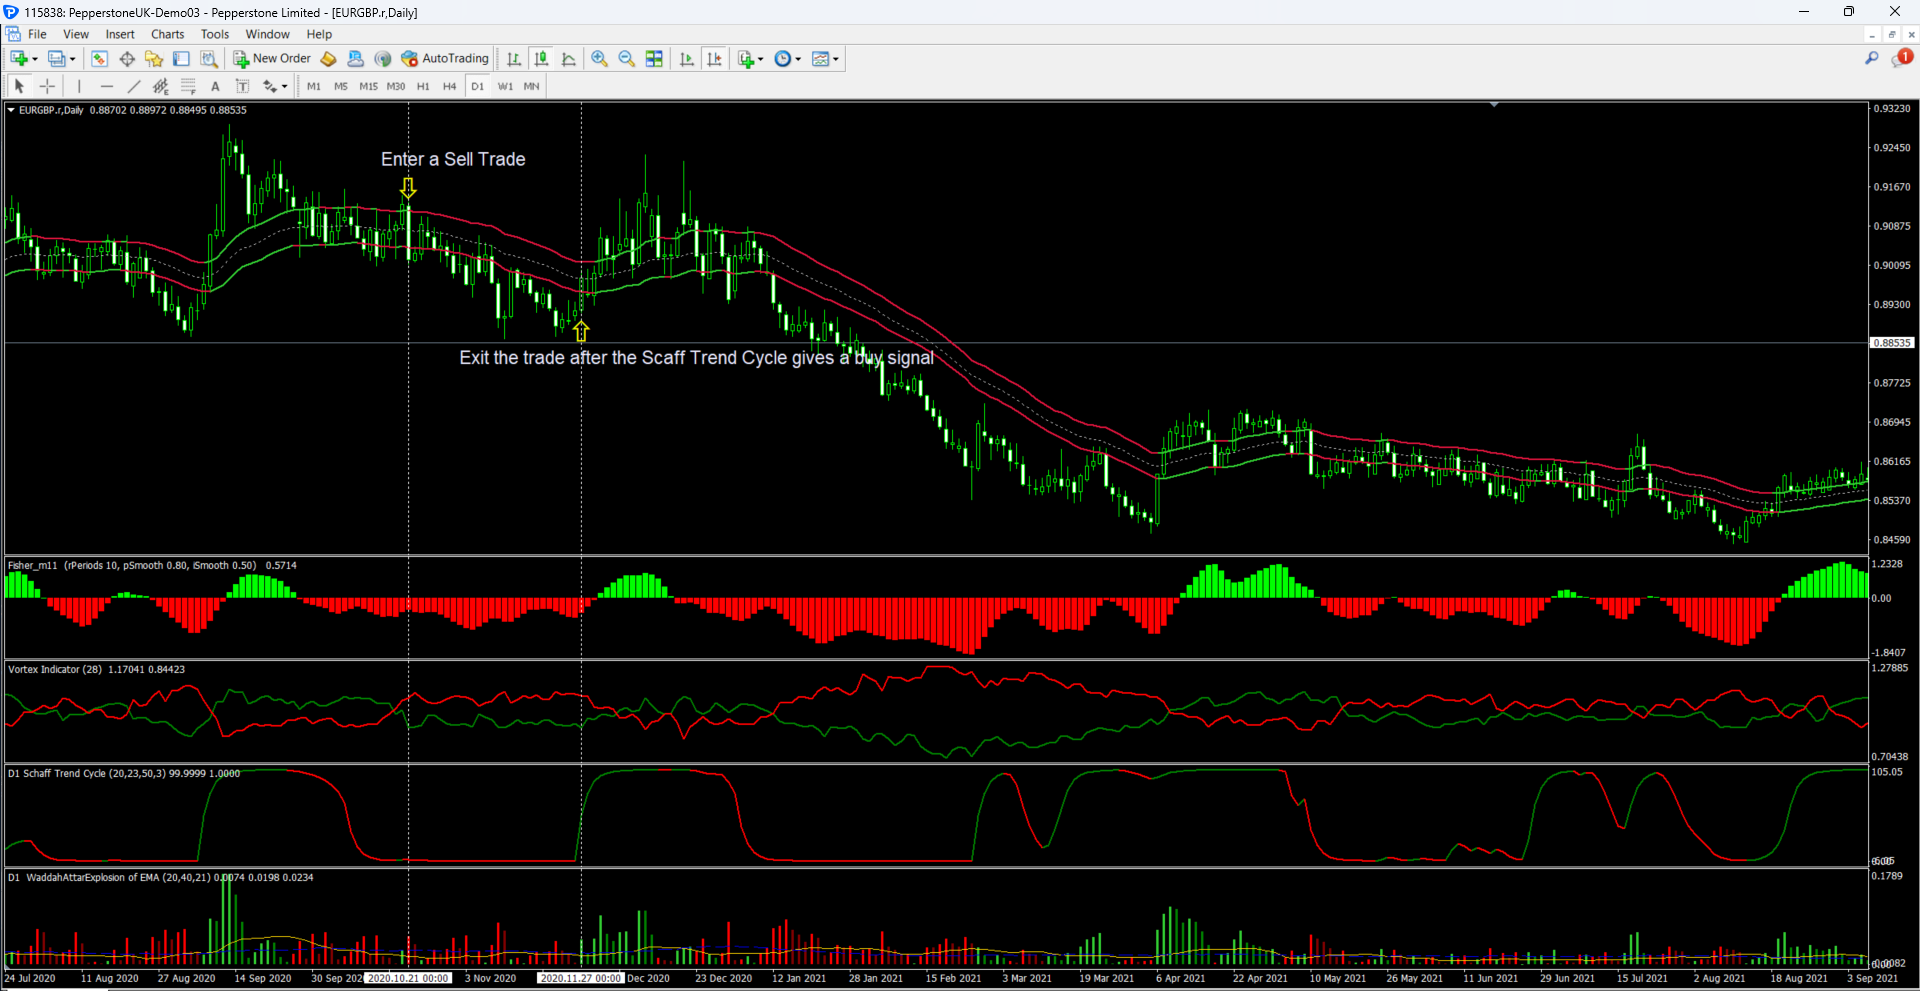 115838: PepperstoneUK-Demo03 - Pepperstone Limited - [EURGBP.r,Daily]
File View Insert Charts Tools Window Help
New Order AutoTrading 1
A T M1 M5 M15 M30 H1 H4 D1 W1 MN
EURGBP.r,Daily 0.88702 0.88972 0.88495 0.88535
0.93230
0.92450
Enter a Sell Trade
0.91670
0.90875
0.90095
0.89300
0.88535
Exit the trade after the Scaff Trend Cycle gives a buy signal
0.87725
0.86945
0.86165
0.85370
0.84590
Fisher_m11 (rPeriods 10, pSmooth 0.80, iSmooth 0.50) 0.5714
1.2328
0.00
-1.8407
Vortex Indicator (28) 1.17041 0.84423
1.27885
0.70438
D1 Schaff Trend Cycle (20,23,50,3) 99.9999 1.0000
105.05
D1 WaddahAttarExplosion of EMA (20,40,21) 0.0074 0.0198 0.0234
0.1789
24 Jul 2020 11 Aug 2020 27 Aug 2020 14 Sep 2020 30 Sep 2020.10.21 00:00 3 Nov 2020 2020.11.27 00:00 Dec 2020 23 Dec 2020 12 Jan 2021 28 Jan 2021 15 Feb 2021 3 Mar 2021 19 Mar 2021 6 Apr 2021 22 Apr 2021 10 May 2021 26 May 2021 11 Jun 2021 29 Jun 2021 15 Jul 2021 2 Aug 2021 18 Aug 2021 3 Sep 2021